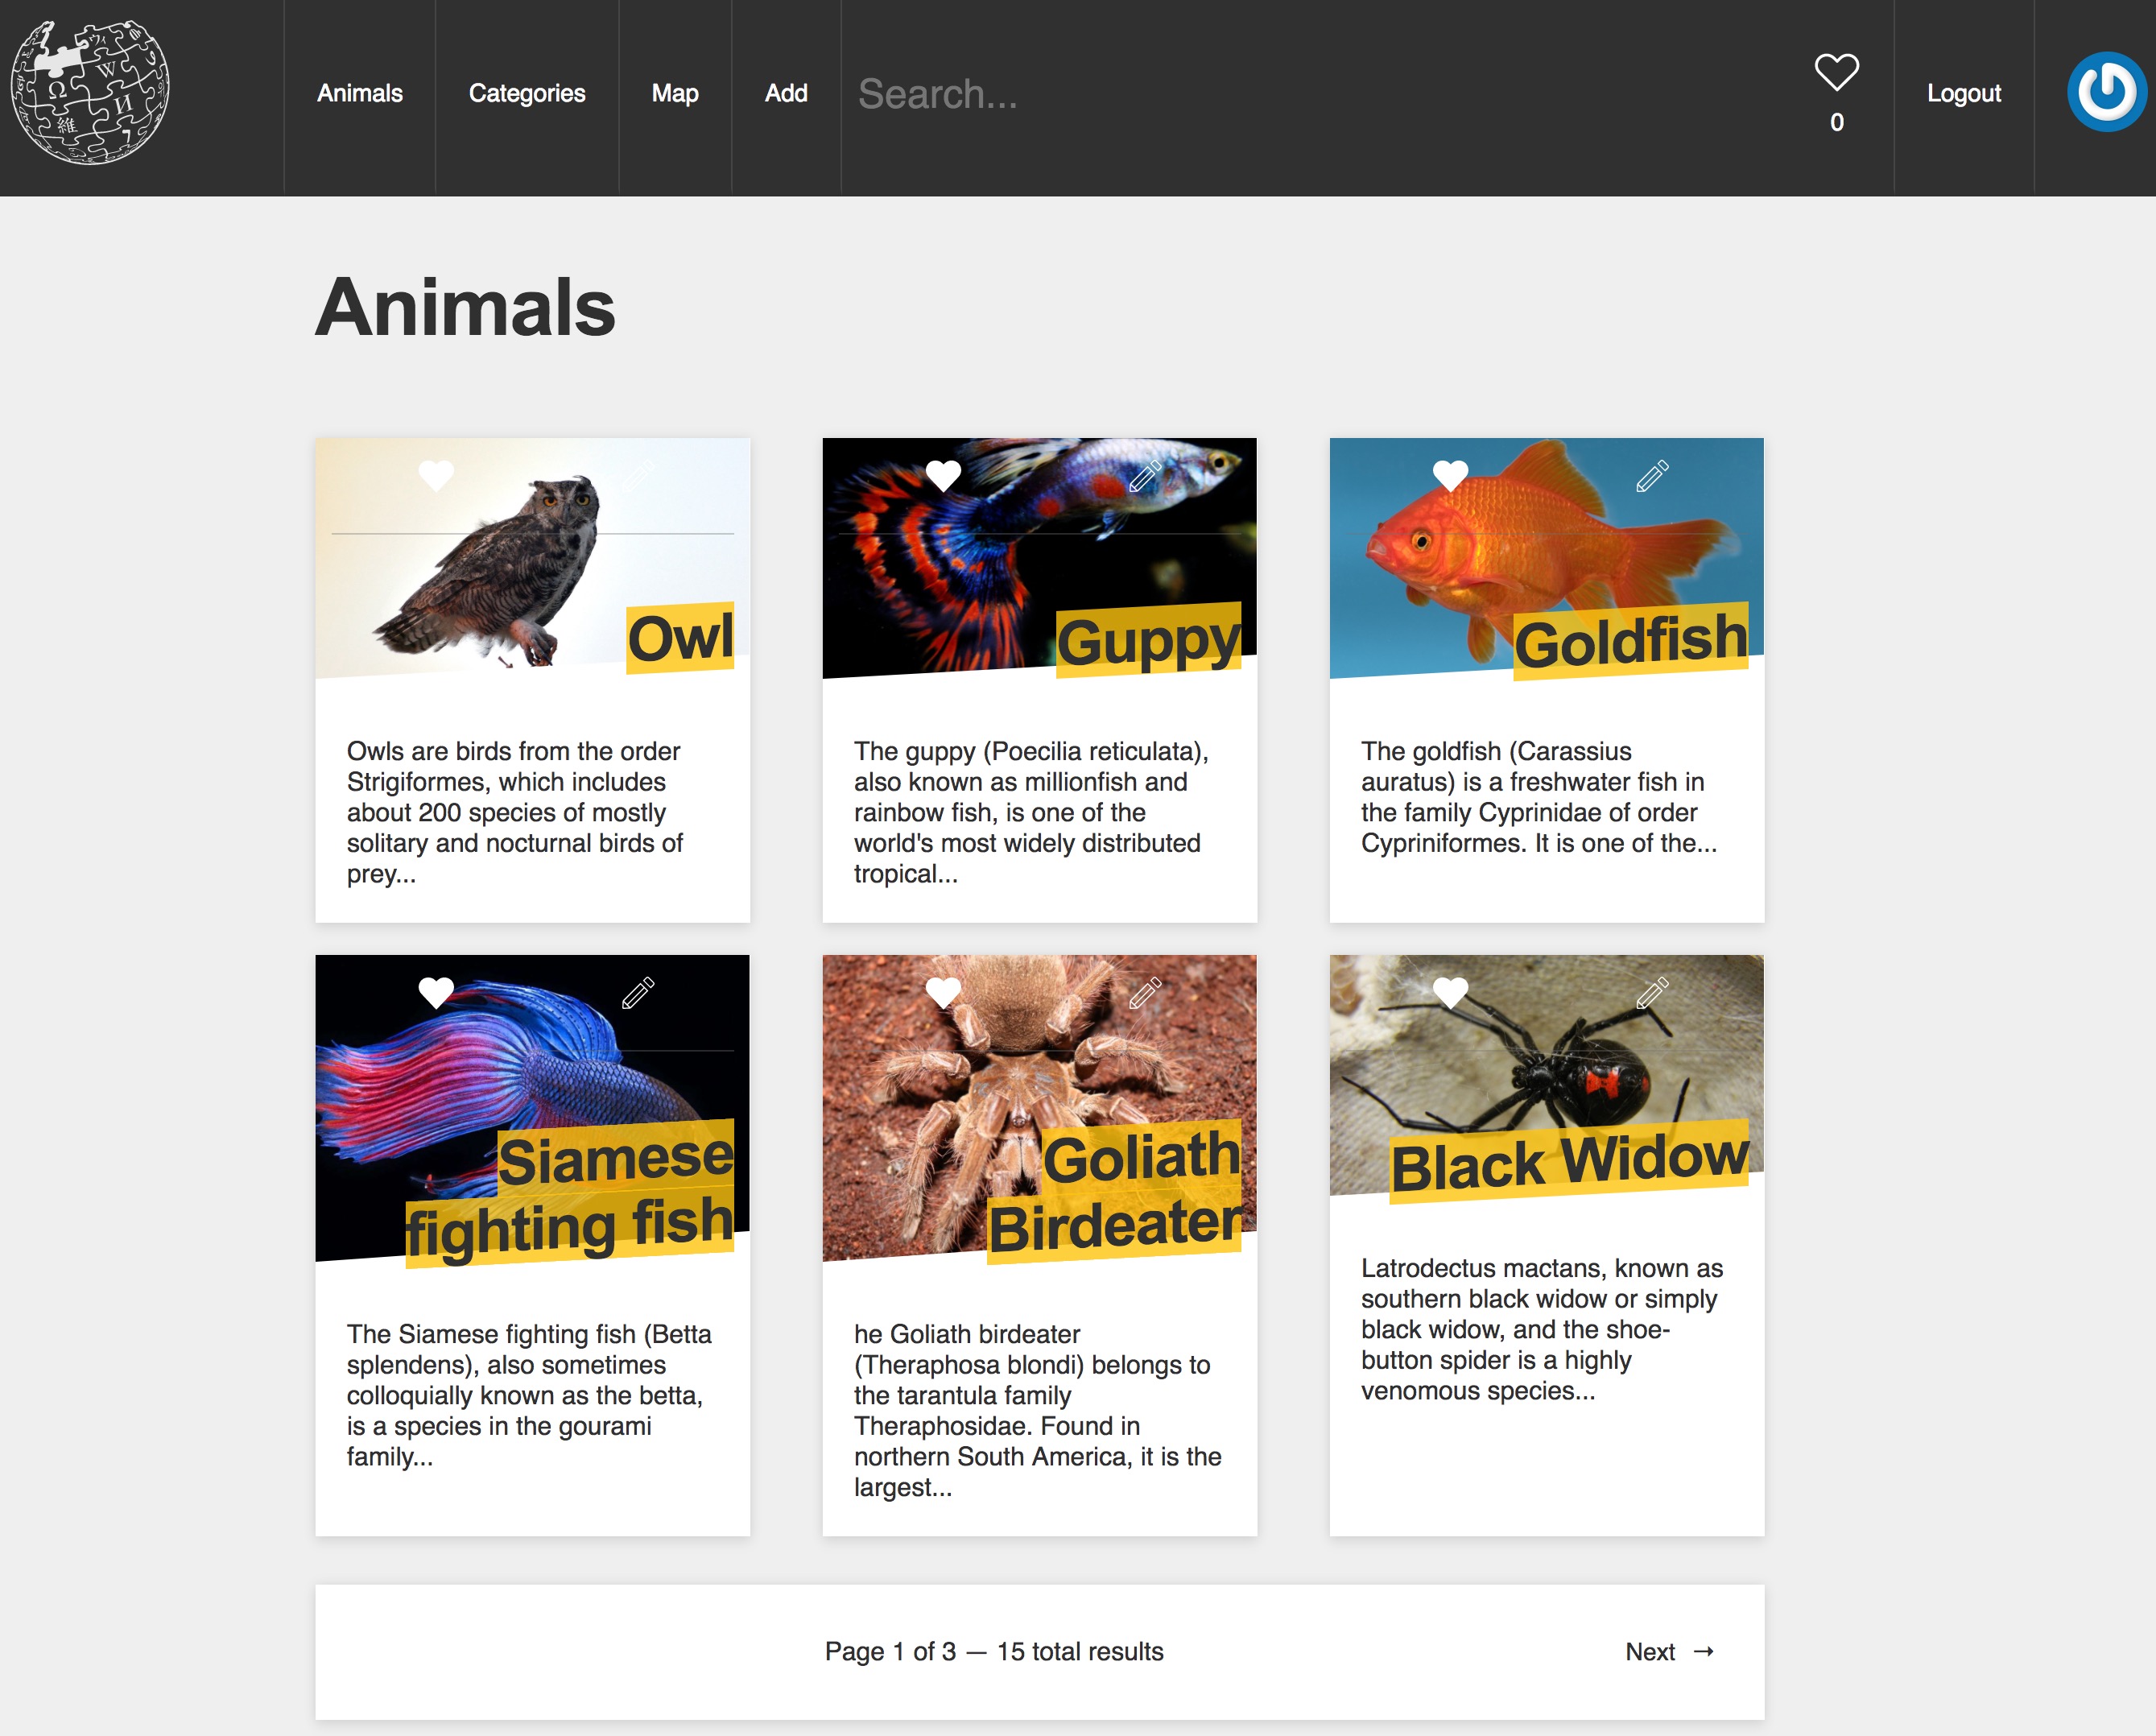 Animals
Categories
Map
Add
Search...
0
Logout
Animals
Owl
Owls are birds from the order
Strigiformes, which includes
about 200 species of mostly
solitary and nocturnal birds of
prey...
Guppy
The guppy (Poecilia reticulata),
also known as millionfish and
rainbow fish, is one of the
world's most widely distributed
tropical...
Goldfish
The goldfish (Carassius
auratus) is a freshwater fish in
the family Cyprinidae of order
Cypriniformes. It is one of the...
Siamese
fighting fish
The Siamese fighting fish (Betta
splendens), also sometimes
colloquially known as the betta,
is a species in the gourami
family...
Goliath
Birdeater
he Goliath birdeater
(Theraphosa blondi) belongs to
the tarantula family
Theraphosidae. Found in
northern South America, it is the
largest...
Black Widow
Latrodectus mactans, known as
southern black widow or simply
black widow, and the shoe-
button spider is a highly
venomous species...
Page 1 of 3 — 15 total results
Next →